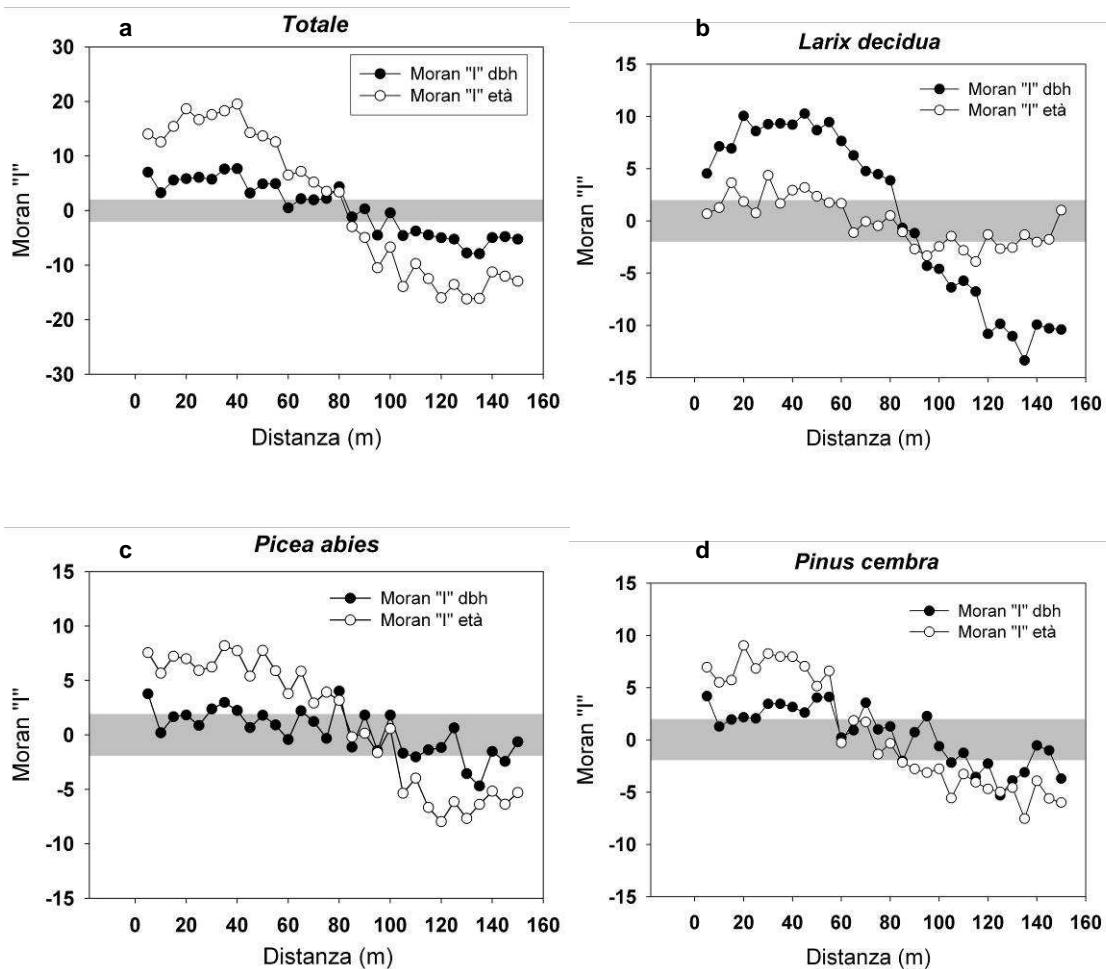 a
Totale
Moran "I" dbh
Moran "I" età
30
20
10
0
-10
-20
-30
Moran "I"
0 20 40 60 80 100 120 140 160
Distanza (m)
b
Larix decidua
Moran "I" dbh
Moran "I" età
15
10
5
0
-5
-10
-15
Moran "I"
0 20 40 60 80 100 120 140 160
Distanza (m)
c
Picea abies
Moran "I" dbh
Moran "I" età
15
10
5
0
-5
-10
-15
Moran "I"
0 20 40 60 80 100 120 140 160
Distanza (m)
d
Pinus cembra
Moran "I" dbh
Moran "I" età
15
10
5
0
-5
-10
-15
Moran "I"
0 20 40 60 80 100 120 140 160
Distanza (m)